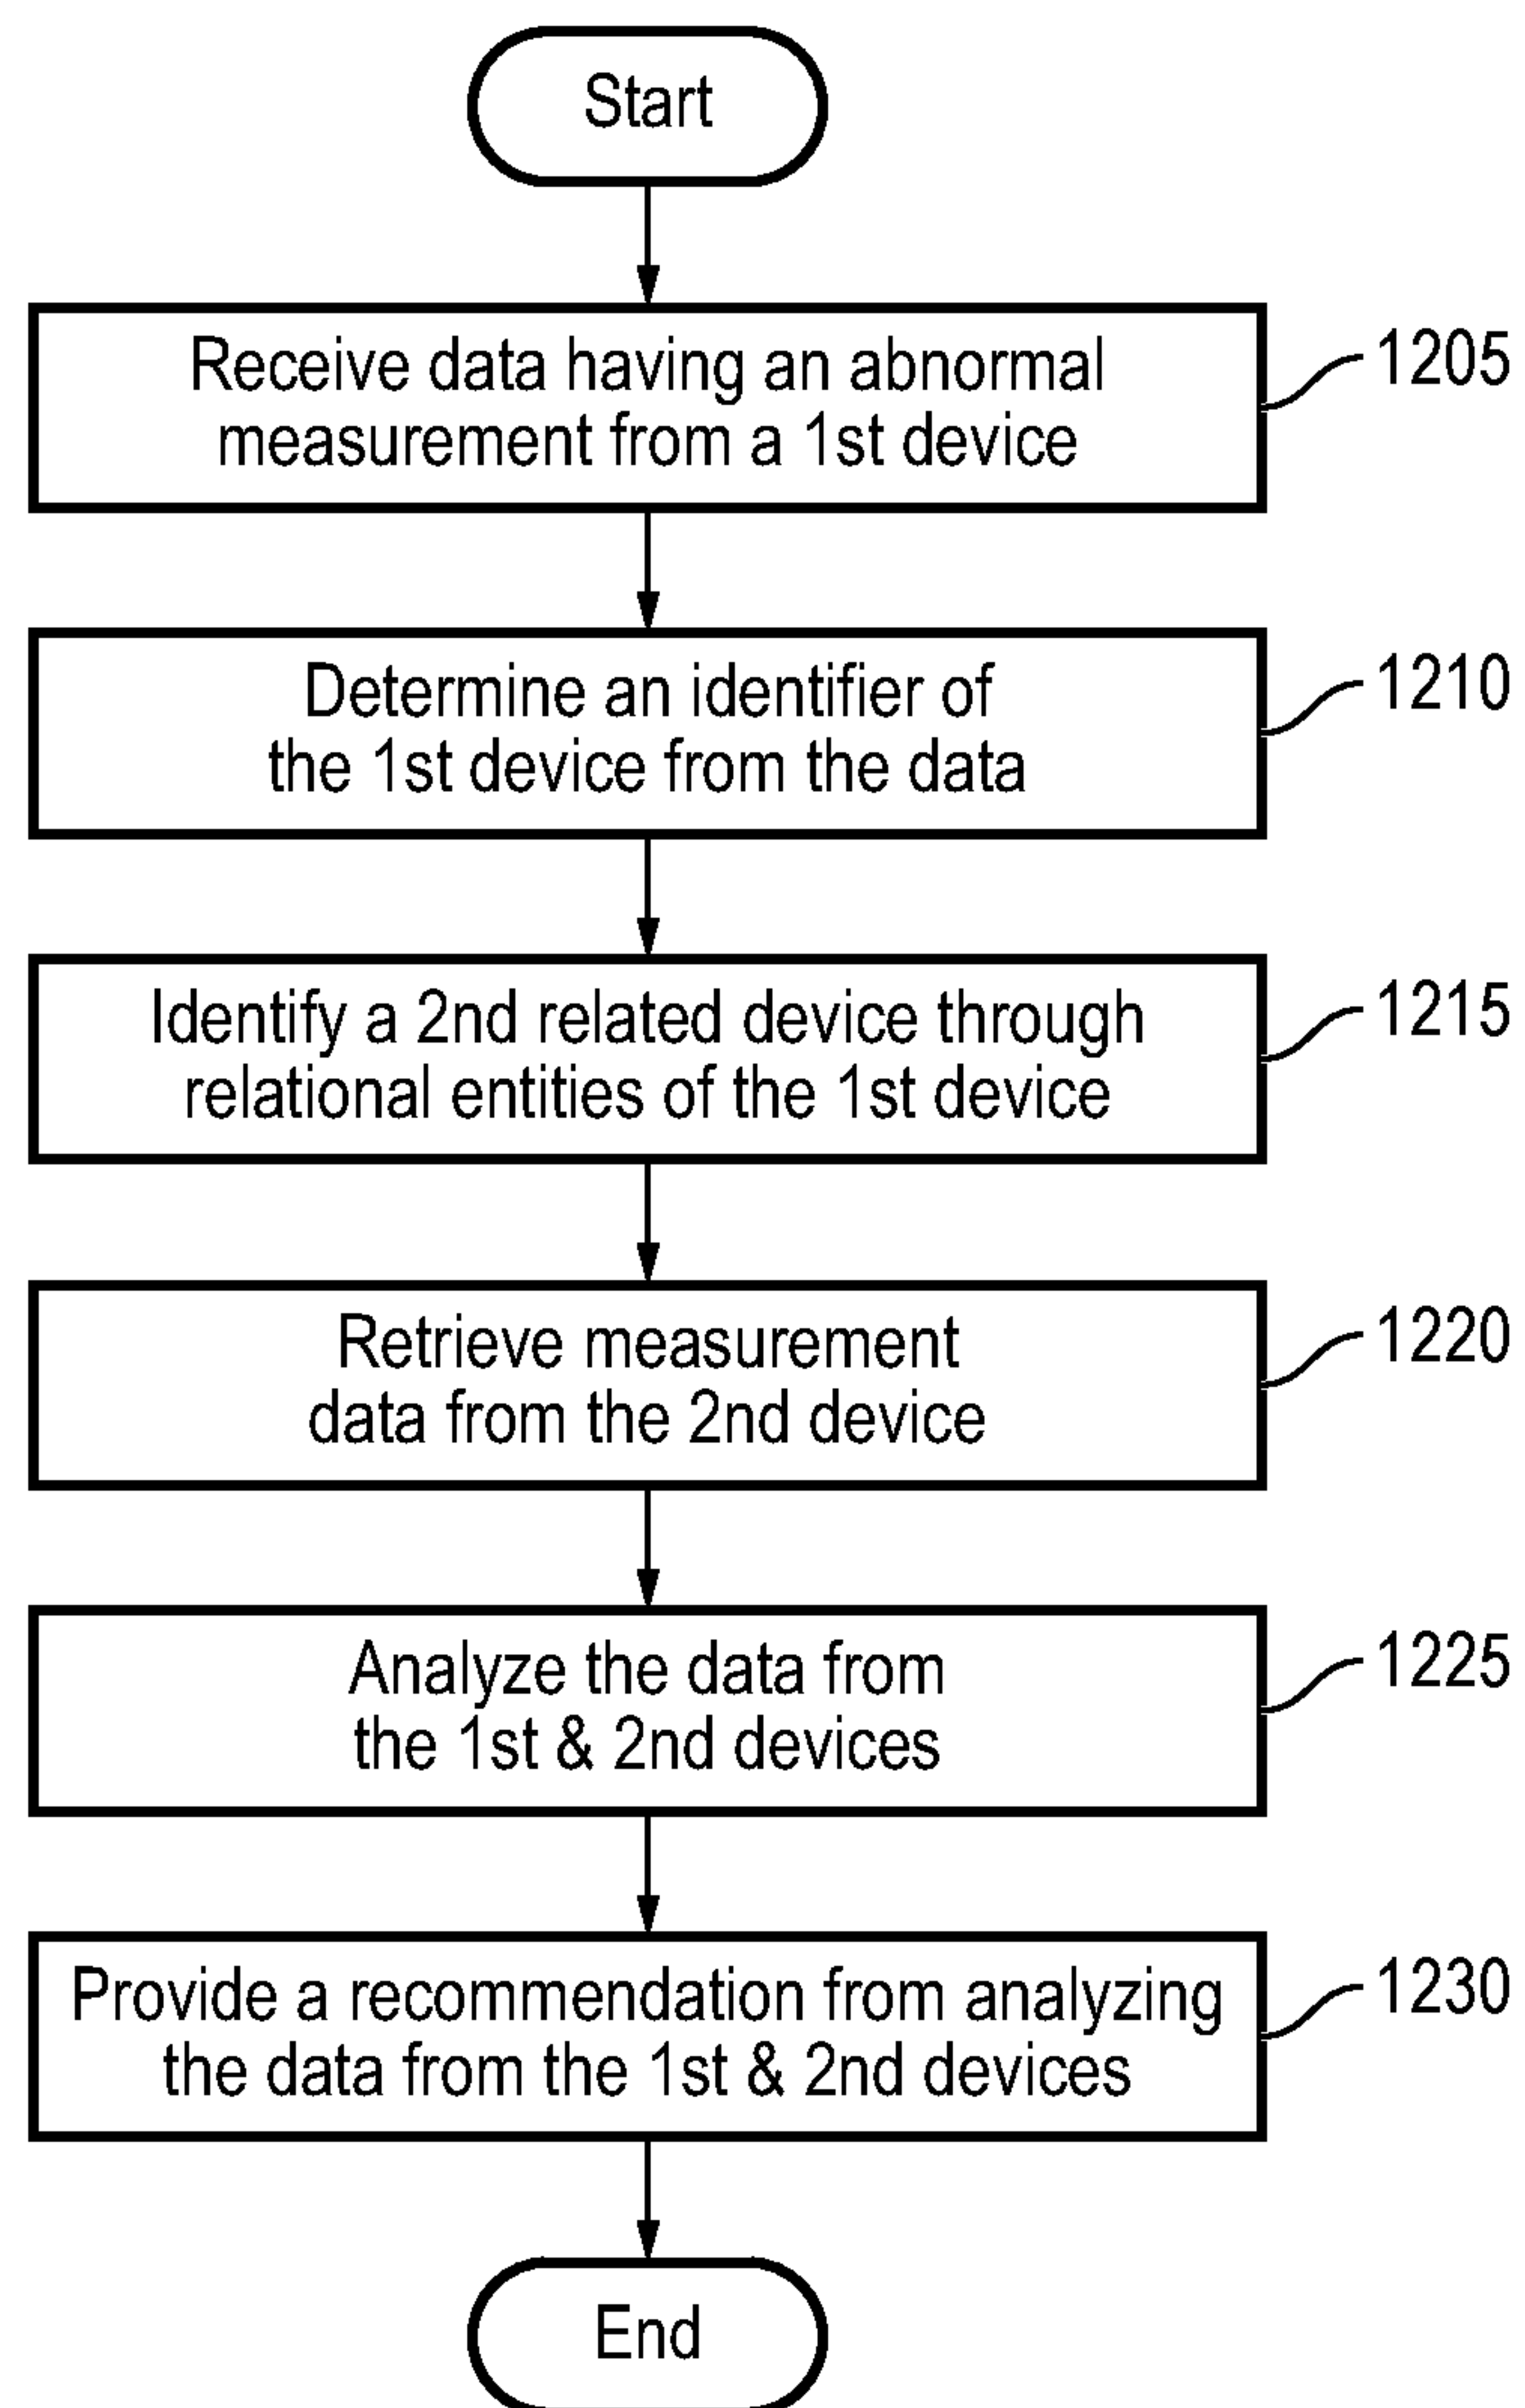 Start
Receive data having an abnormal
measurement from a 1st device
1205
Determine an identifier of
the 1st device from the data
1210
Identify a 2nd related device through
relational entities of the 1st device
1215
Retrieve measurement
data from the 2nd device
1220
Analyze the data from
the 1st & 2nd devices
1225
Provide a recommendation from analyzing
the data from the 1st & 2nd devices
1230
End